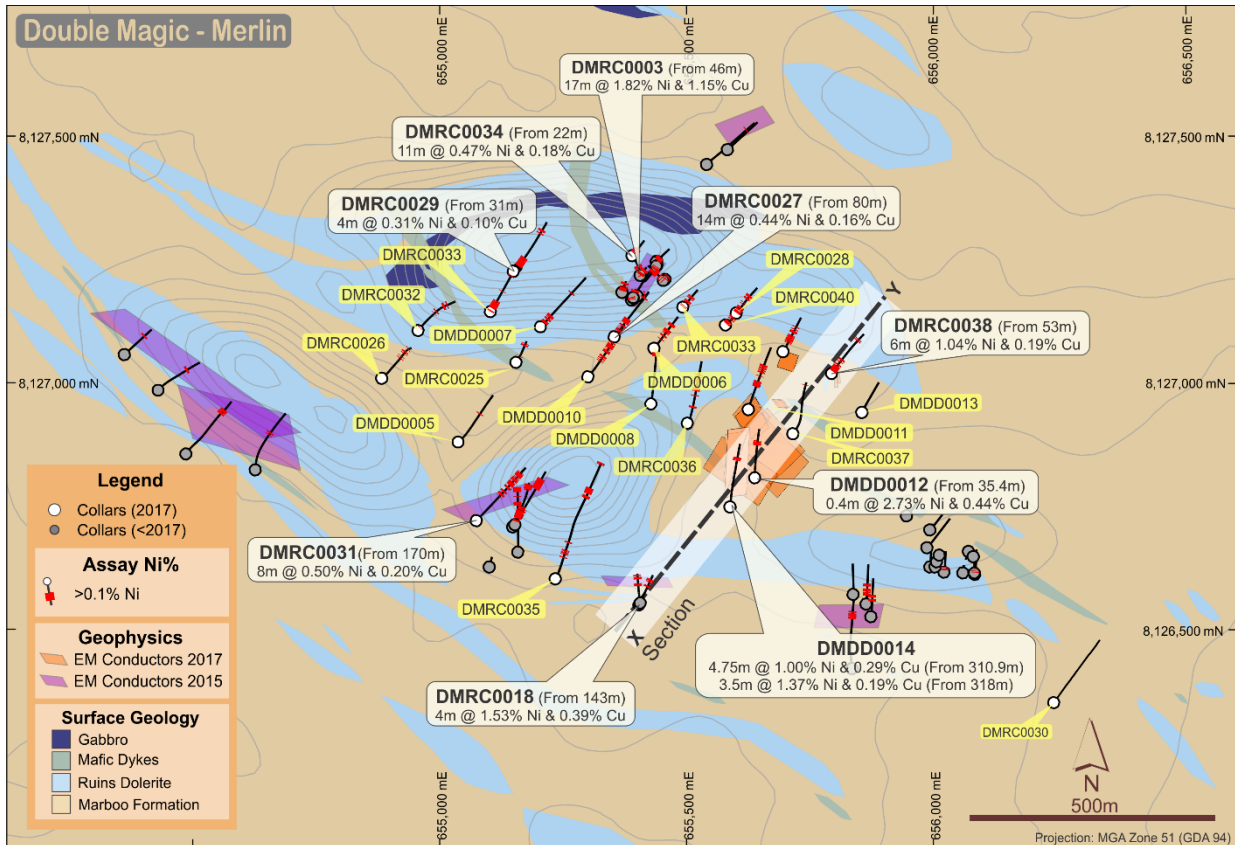 Double Magic - Merlin
655,000 mE
655,500 mE
656,000 mE
656,500 mE
8,127,500 mN
8,127,500 mN
DMRC0003 (From 46m)
17m @ 1.82% Ni & 1.15% Cu
DMRC0034 (From 22m)
11m @ 0.47% Ni & 0.18% Cu
DMRC0029 (From 31m)
4m @ 0.31% Ni & 0.10% Cu
DMRC0027 (From 80m)
14m @ 0.44% Ni & 0.16% Cu
DMRC0033
DMRC0028
DMRC0032
DMRC0040
Y
DMDD0007
DMRC0038 (From 53m)
6m @ 1.04% Ni & 0.19% Cu
DMRC0026
DMRC0033
DMRC0025
DMDD0006
8,127,000 mN
8,127,000 mN
DMDD0010
DMDD0013
DMDD0005
DMDD0008
DMDD0011
DMRC0036
DMRC0037
DMDD0012 (From 35.4m)
0.4m @ 2.73% Ni & 0.44% Cu
DMRC0031 (From 170m)
8m @ 0.50% Ni & 0.20% Cu
DMRC0035
X
Section
8,126,500 mN
DMDD0014
4.75m @ 1.00% Ni & 0.29% Cu (From 310.9m)
3.5m @ 1.37% Ni & 0.19% Cu (From 318m)
DMRC0018 (From 143m)
4m @ 1.53% Ni & 0.39% Cu
DMRC0030
Legend
Collars (2017)
Collars (<2017)
Assay Ni%
>0.1% Ni
Geophysics
EM Conductors 2017
EM Conductors 2015
Surface Geology
Gabbro
Mafic Dykes
Ruins Dolerite
Marboo Formation
655,000 mE
655,500 mE
656,000 mE
N
500m
Projection: MGA Zone 51 (GDA 94)